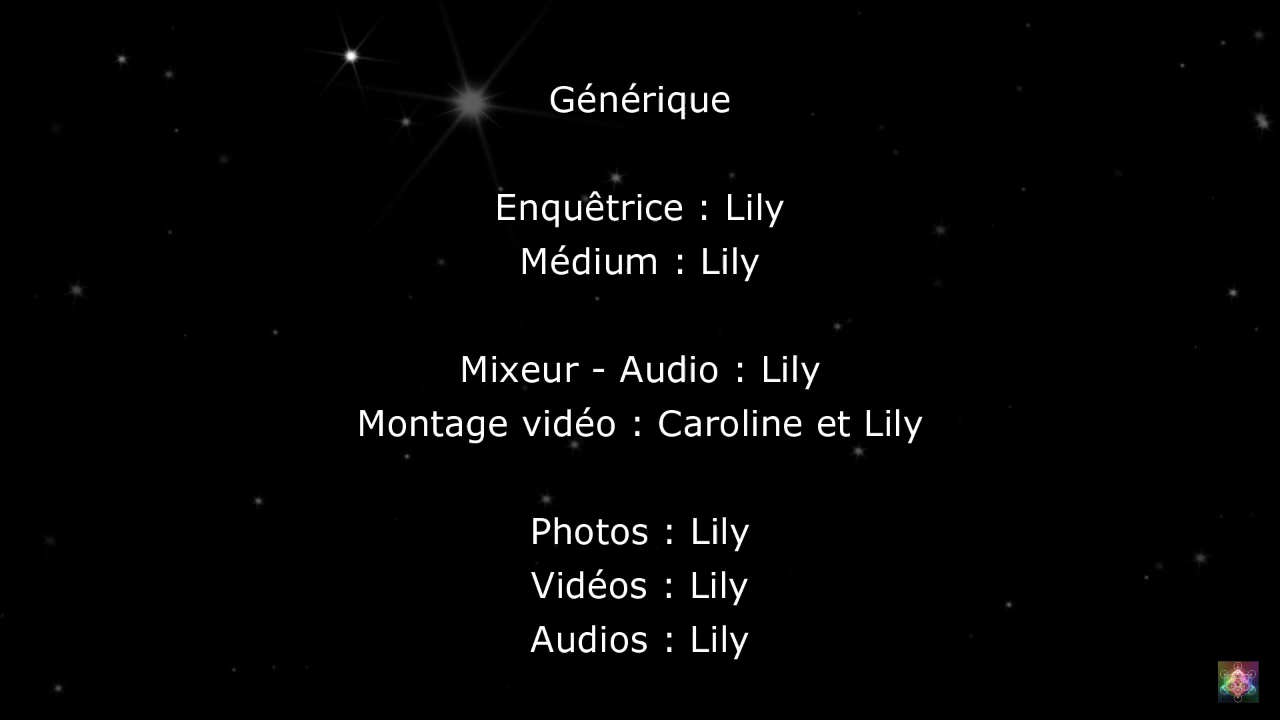 Générique
Enquêtrice : Lily
Médium : Lily
Mixeur - Audio : Lily
Montage vidéo : Caroline et Lily
Photos : Lily
Vidéos : Lily
Audios : Lily